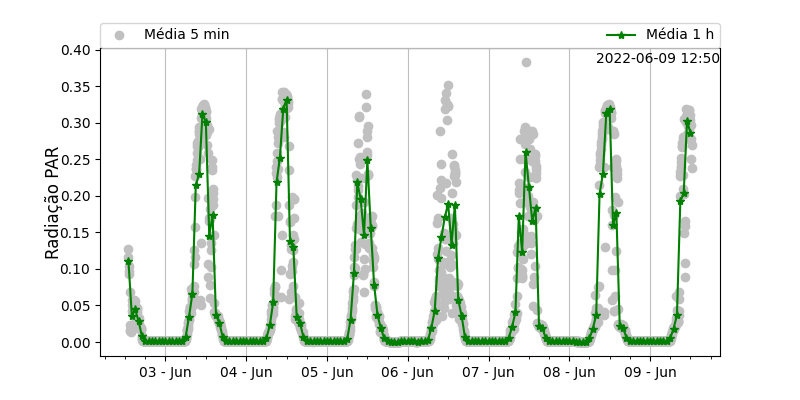 Média 5 min
Média 1 h
2022-06-09 12:50
Radiação PAR
0.40
0.35
0.30
0.25
0.20
0.15
0.10
0.05
0.00
03 - Jun
04 - Jun
05 - Jun
06 - Jun
07 - Jun
08 - Jun
09 - Jun